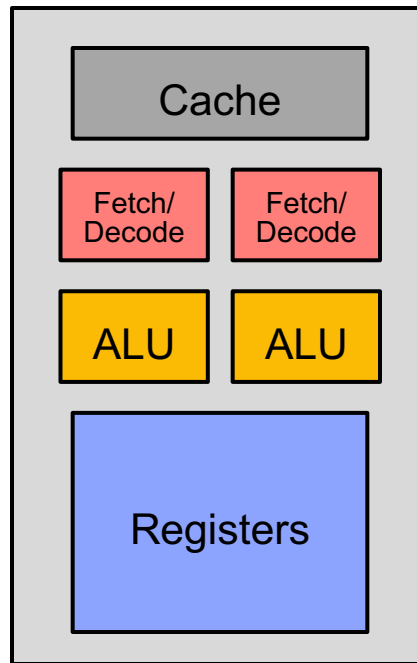 Cache
Fetch/ Fetch/
Decode Decode
ALU ALU
Registers